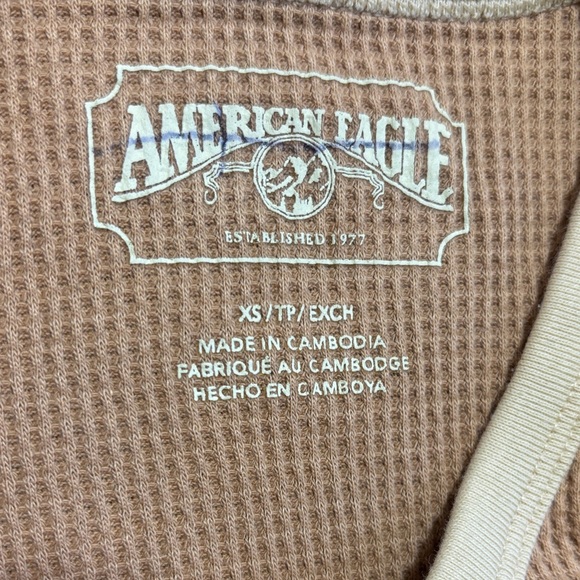 AMERICAN EAGLE
ESTABLISHED 1977
XS/TP/EXCH
MADE IN CAMBODIA
FABRIQUÉ AU CAMBODGE
HECHO EN CAMBOYA